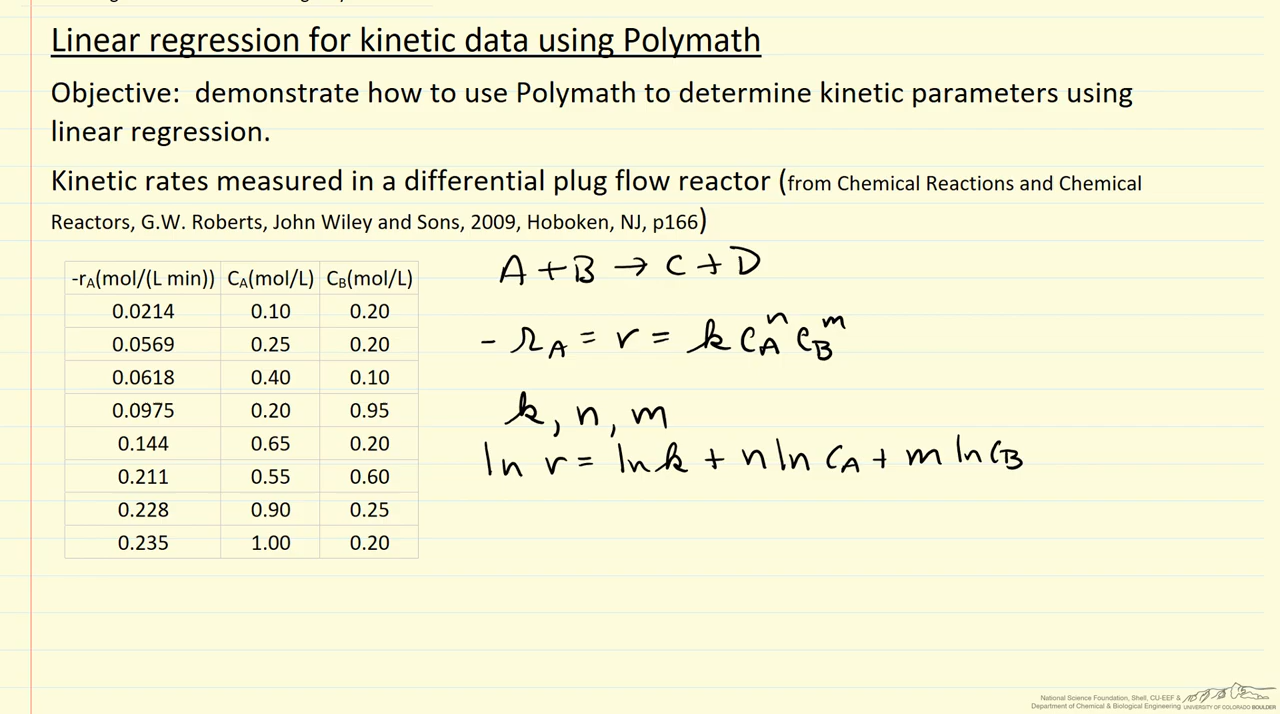 Linear regression for kinetic data using Polymath
Objective: demonstrate how to use Polymath to determine kinetic parameters using
linear regression.
Kinetic rates measured in a differential plug flow reactor (from Chemical Reactions and Chemical
Reactors, G.W. Roberts, John Wiley and Sons, 2009, Hoboken, NJ, p166)
-rA(mol/(L min)) CA(mol/L) CB(mol/L)
0.0214 0.10 0.20
0.0569 0.25 0.20
0.0618 0.40 0.10
0.0975 0.20 0.95
0.144 0.65 0.20
0.211 0.55 0.60
0.228 0.90 0.25
0.235 1.00 0.20
A + B → C + D
- rA = r = k CA^n CB^m
k, n, m
ln r = ln k + n ln CA + m ln CB
National Science Foundation, Shell, CU-EEF &
Department of Chemical & Biological Engineering UNIVERSITY OF COLORADO BOULDER